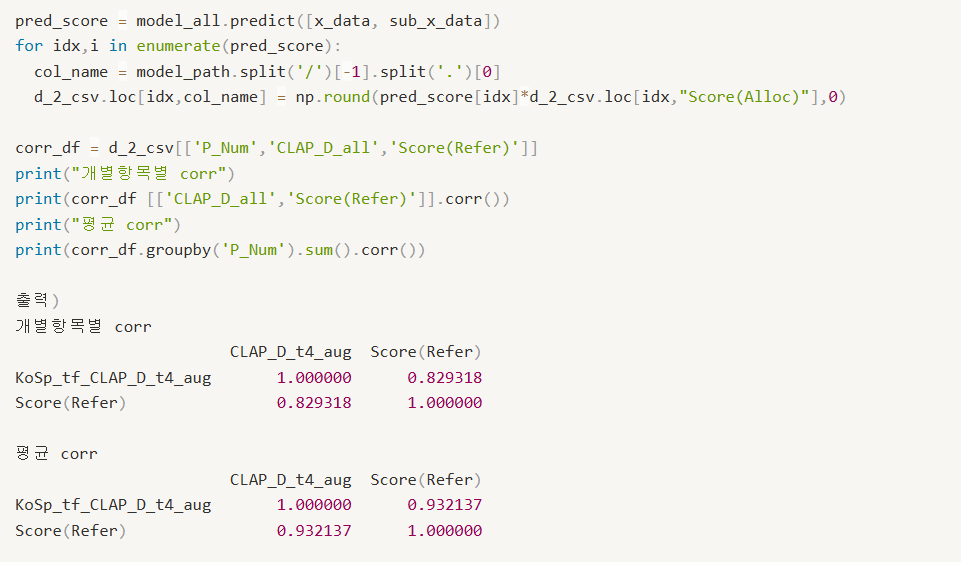 pred_score = model_all.predict([x_data, sub_x_data])
for idx,i in enumerate(pred_score):
  col_name = model_path.split('/')[-1].split('.')[0]
  d_2_csv.loc[idx,col_name] = np.round(pred_score[idx]*d_2_csv.loc[idx,"Score(Alloc)"],0)

corr_df = d_2_csv[['P_Num','CLAP_D_all','Score(Refer)']]
print("개별항목별 corr")
print(corr_df [['CLAP_D_all','Score(Refer)']].corr())
print("평균 corr")
print(corr_df.groupby('P_Num').sum().corr())

출력)
개별항목별 corr
                      CLAP_D_t4_aug  Score(Refer)
KoSp_tf_CLAP_D_t4_aug       1.000000      0.829318
Score(Refer)                0.829318      1.000000

평균 corr
                      CLAP_D_t4_aug  Score(Refer)
KoSp_tf_CLAP_D_t4_aug       1.000000      0.932137
Score(Refer)                0.932137      1.000000